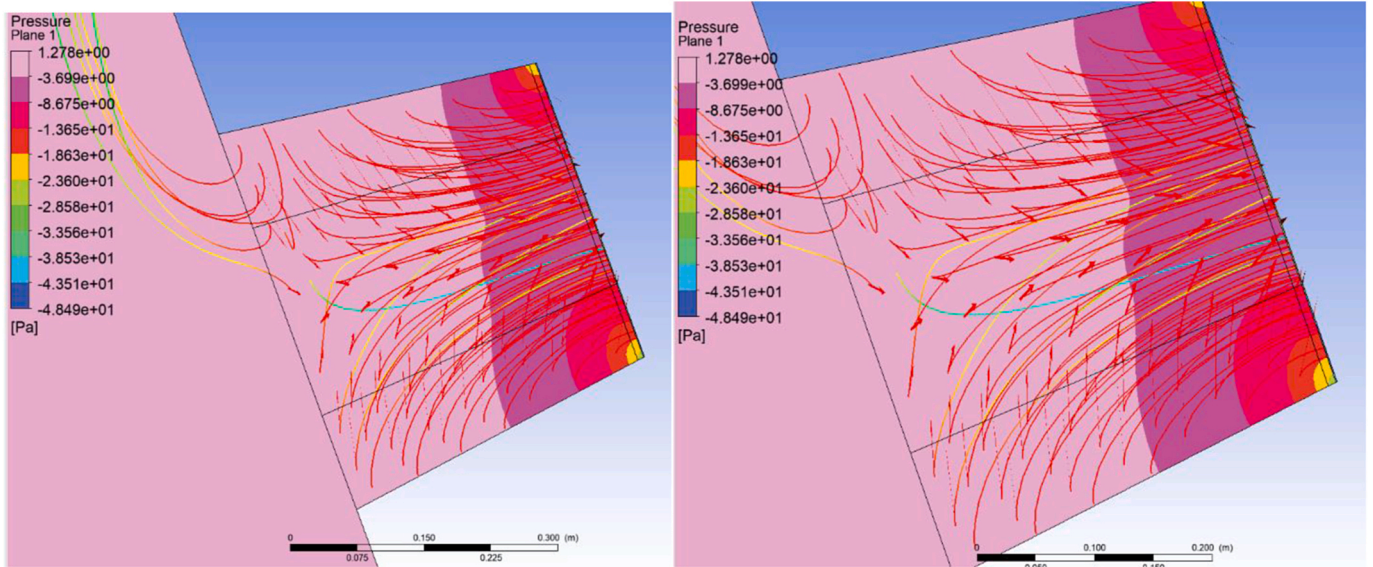 Pressure
Plane 1
1.278e+00
-3.699e+00
-8.675e+00
-1.365e+01
-1.863e+01
-2.360e+01
-2.858e+01
-3.356e+01
-3.853e+01
-4.351e+01
-4.849e+01
[Pa]
0 0.150 0.300 (m)
0.075 0.225
Pressure
Plane 1
1.278e+00
-3.699e+00
-8.675e+00
-1.365e+01
-1.863e+01
-2.360e+01
-2.858e+01
-3.356e+01
-3.853e+01
-4.351e+01
-4.849e+01
[Pa]
0 0.100 0.200 (m)
0.050 0.150